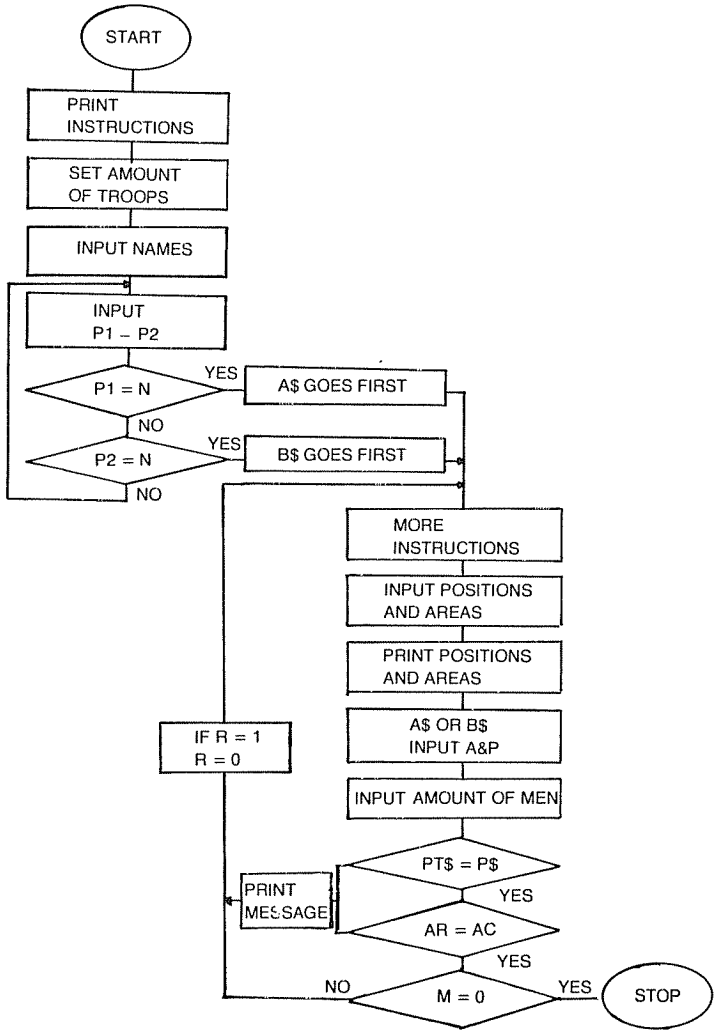 START
PRINT
INSTRUCTIONS
SET AMOUNT
OF TROOPS
INPUT NAMES
INPUT
P1 – P2
P1 = N
YES
A$ GOES FIRST
NO
P2 = N
YES
B$ GOES FIRST
NO
MORE
INSTRUCTIONS
INPUT POSITIONS
AND AREAS
PRINT POSITIONS
AND AREAS
A$ OR B$
INPUT A&P
IF R = 1
R = 0
INPUT AMOUNT OF MEN
PT$ = P$
YES
PRINT
MESSAGE
AR = AC
YES
NO
M = 0
YES
STOP